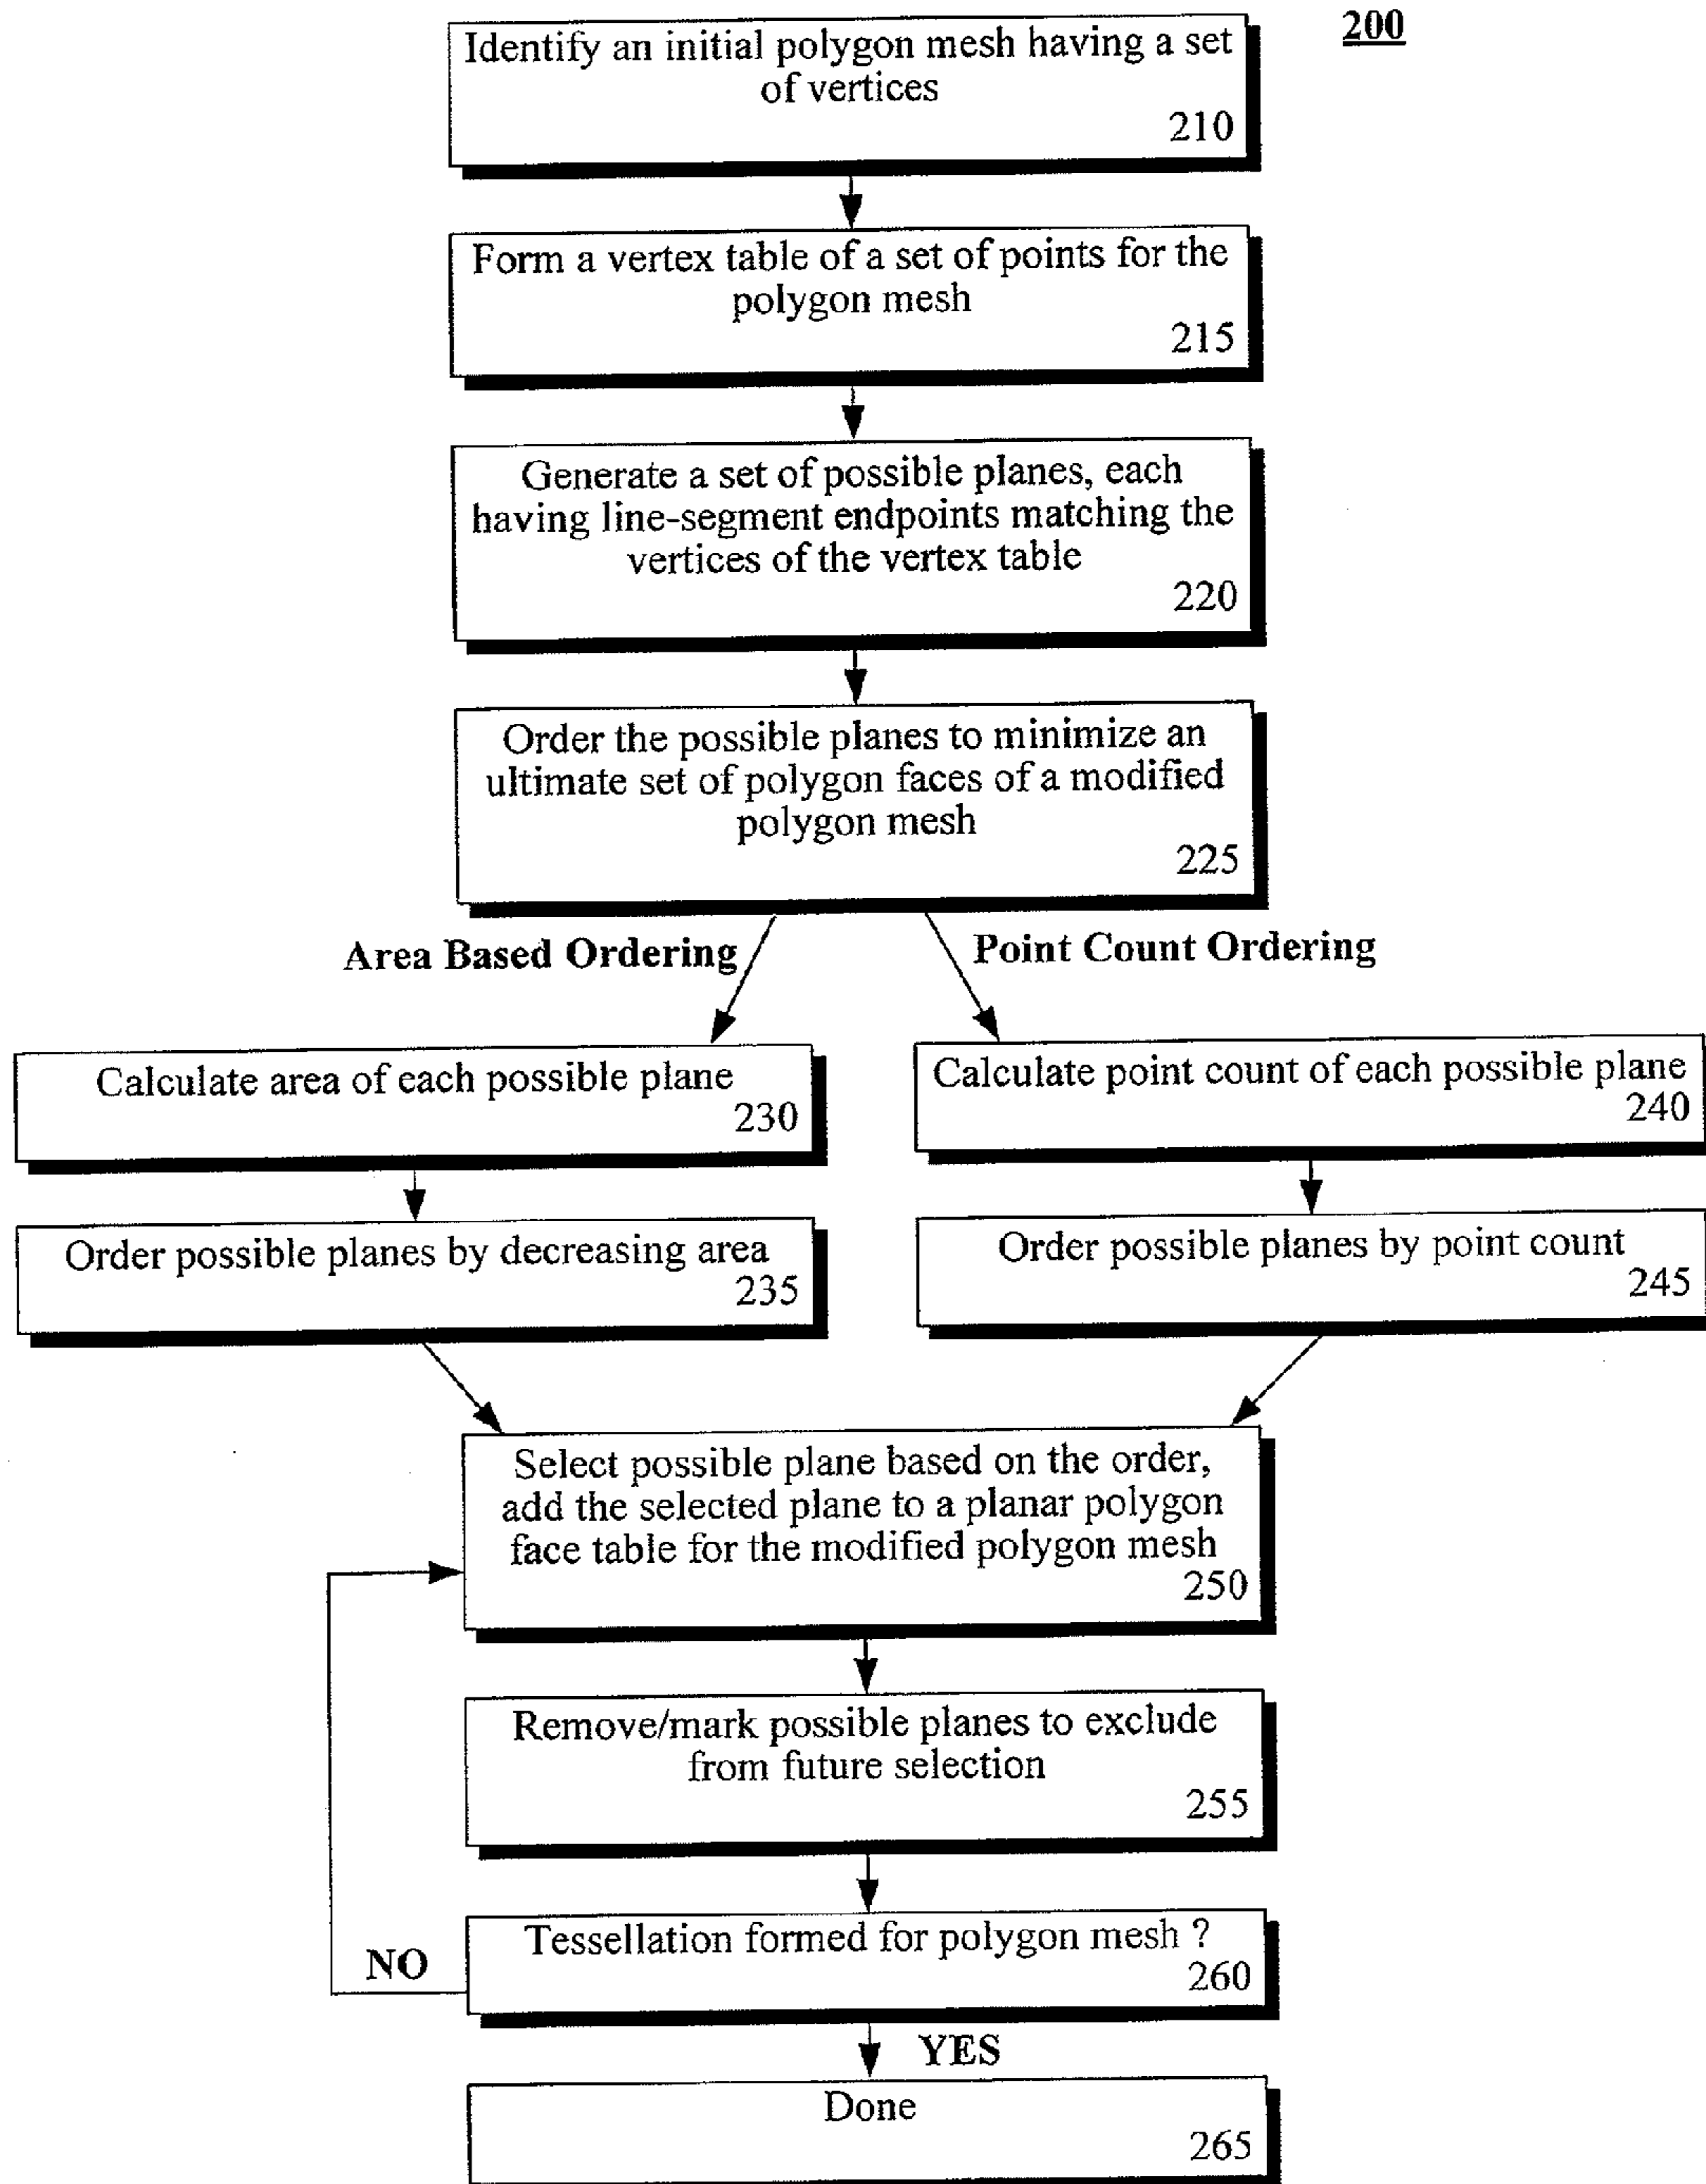 200
Identify an initial polygon mesh having a set
of vertices
210
Form a vertex table of a set of points for the
polygon mesh
215
Generate a set of possible planes, each
having line-segment endpoints matching the
vertices of the vertex table
220
Order the possible planes to minimize an
ultimate set of polygon faces of a modified
polygon mesh
225
Area Based Ordering
Point Count Ordering
Calculate area of each possible plane
230
Calculate point count of each possible plane
240
Order possible planes by decreasing area
235
Order possible planes by point count
245
Select possible plane based on the order,
add the selected plane to a planar polygon
face table for the modified polygon mesh
250
Remove/mark possible planes to exclude
from future selection
255
Tessellation formed for polygon mesh ?
260
NO
YES
Done
265